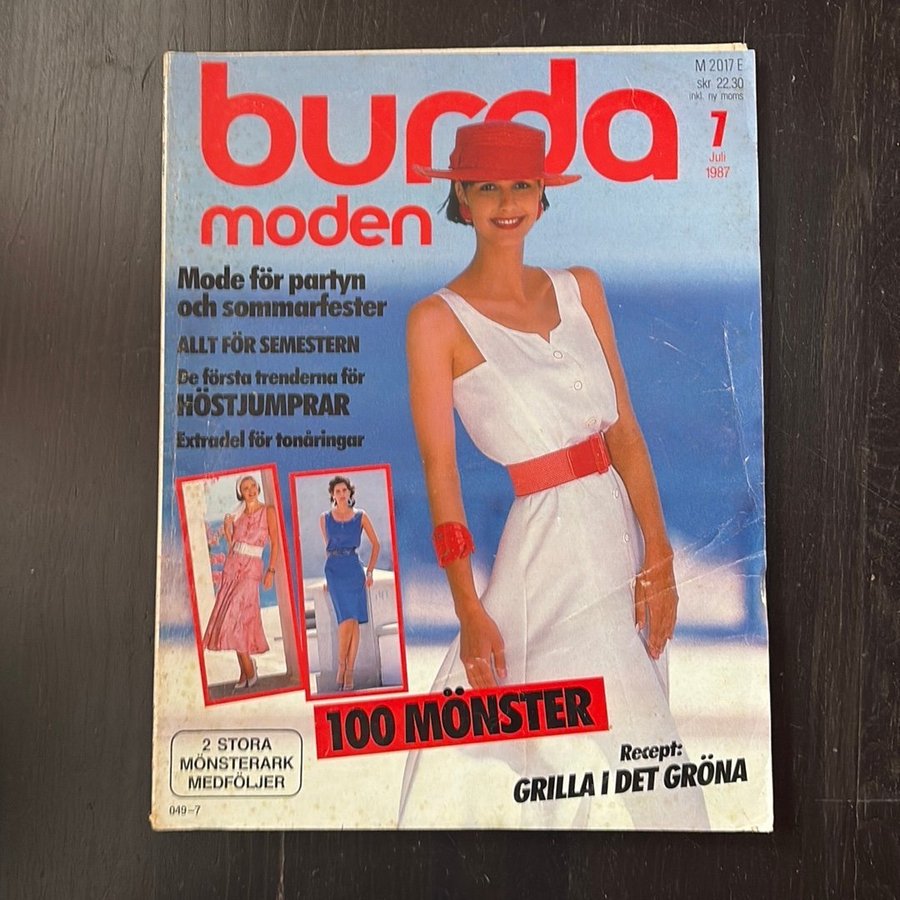 burda
moden
M 2017 E
skr 22.30
inkl. ny moms
7
Juli
1987
Mode för partyn
och sommarfester
ALLT FÖR SEMESTERN
De första trenderna för
HÖSTJUMPRAR
Extradel för tonåringar
100 MÖNSTER
2 STORA
MÖNSTERARK
MEDFÖLJER
Recept:
GRILLA I DET GRÖNA
049-7